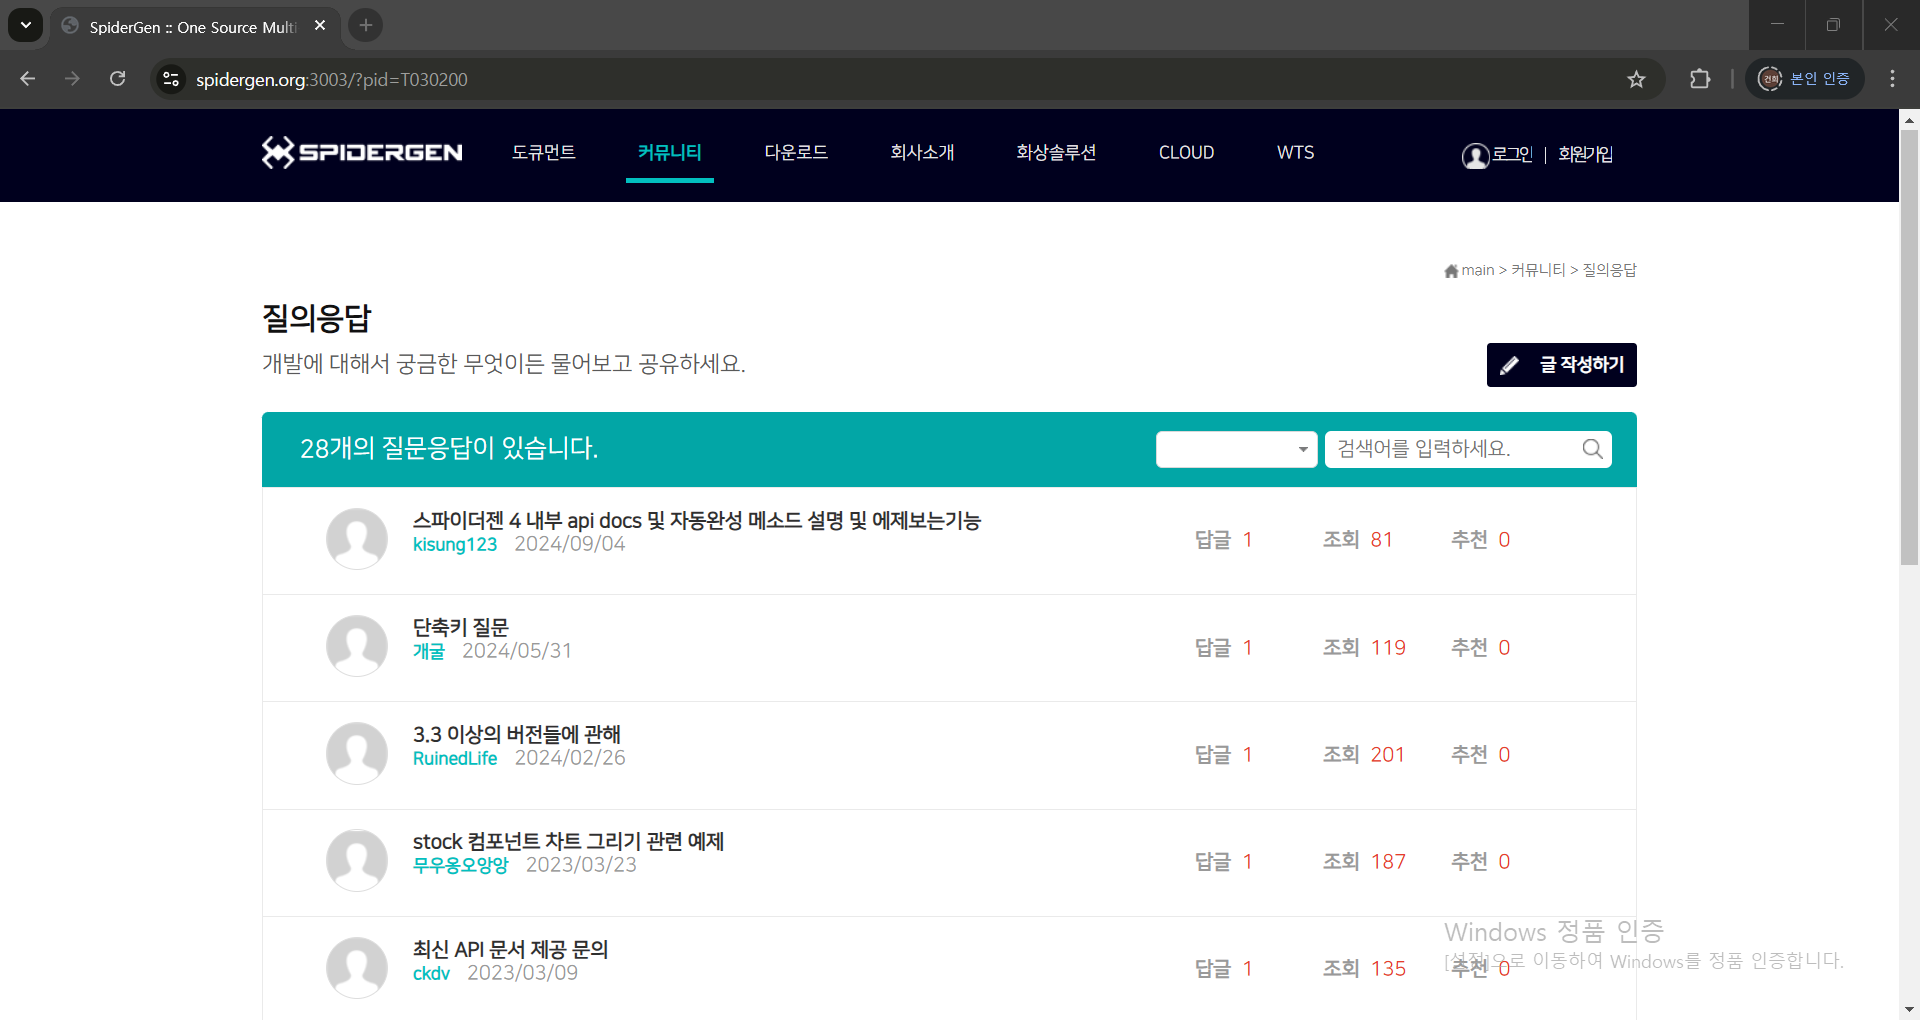 SpiderGen :: One Source Multi
spidergen.org:3003/?pid=T030200
건희 본인 인증
SPIDERGEN
도큐먼트
커뮤니티
다운로드
회사소개
화상솔루션
CLOUD
WTS
로그인 | 회원가입
main > 커뮤니티 > 질의응답
질의응답
개발에 대해서 궁금한 무엇이든 물어보고 공유하세요.
글 작성하기
28개의 질문응답이 있습니다.
검색어를 입력하세요.
스파이더젠 4 내부 api docs 및 자동완성 메소드 설명 및 에제보는기능
kisung123 2024/09/04
답글 1 조회 81 추천 0
단축키 질문
개굴 2024/05/31
답글 1 조회 119 추천 0
3.3 이상의 버전들에 관해
RuinedLife 2024/02/26
답글 1 조회 201 추천 0
stock 컴포넌트 차트 그리기 관련 예제
무우옹오앙앙 2023/03/23
답글 1 조회 187 추천 0
최신 API 문서 제공 문의
ckdv 2023/03/09
답글 1 조회 135 추천 0
Windows 정품 인증
[설정]으로 이동하여 Windows를 정품 인증합니다.